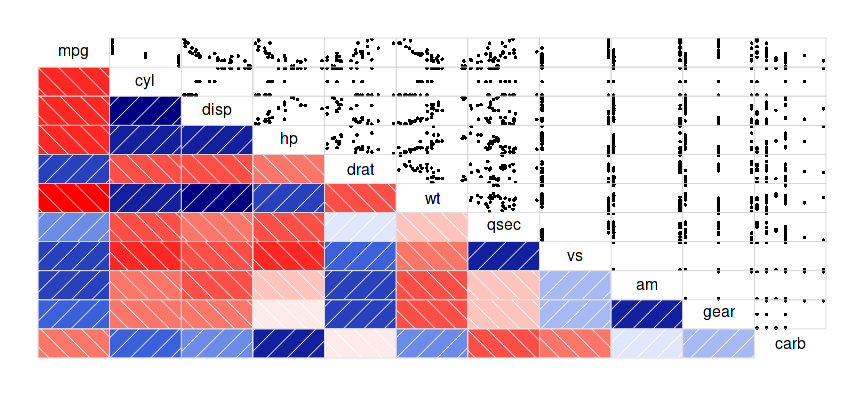 mpg
cyl
disp
hp
drat
wt
qsec
vs
am
gear
carb